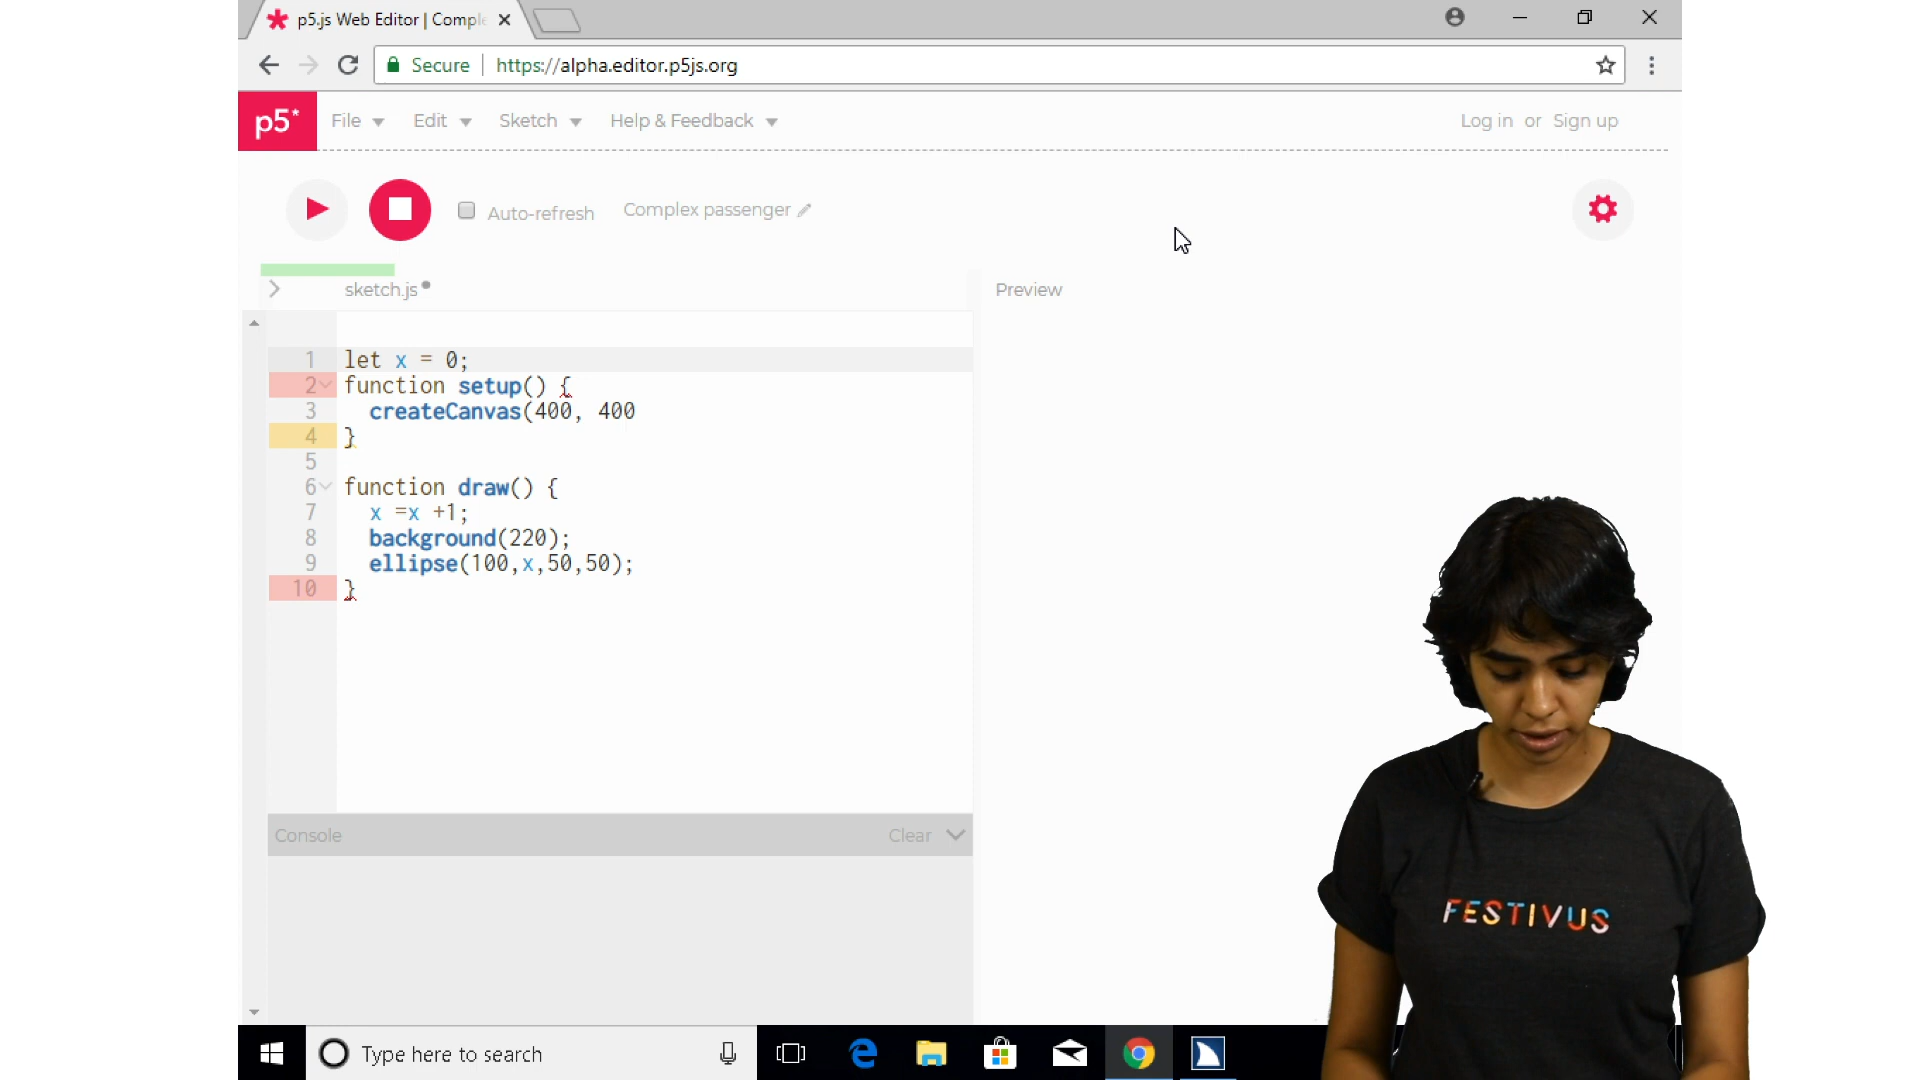 p5.js Web Editor | Comple
Secure https://alpha.editor.p5js.org
p5* File Edit Sketch Help & Feedback Log in or Sign up
Auto-refresh Complex passenger
sketch.js Preview
1 let x = 0;
2 function setup() {
3 createCanvas(400, 400
4 }
5
6 function draw() {
7 x =x +1;
8 background(220);
9 ellipse(100,x,50,50);
10 }
Console Clear
FESTIVUS
Type here to search